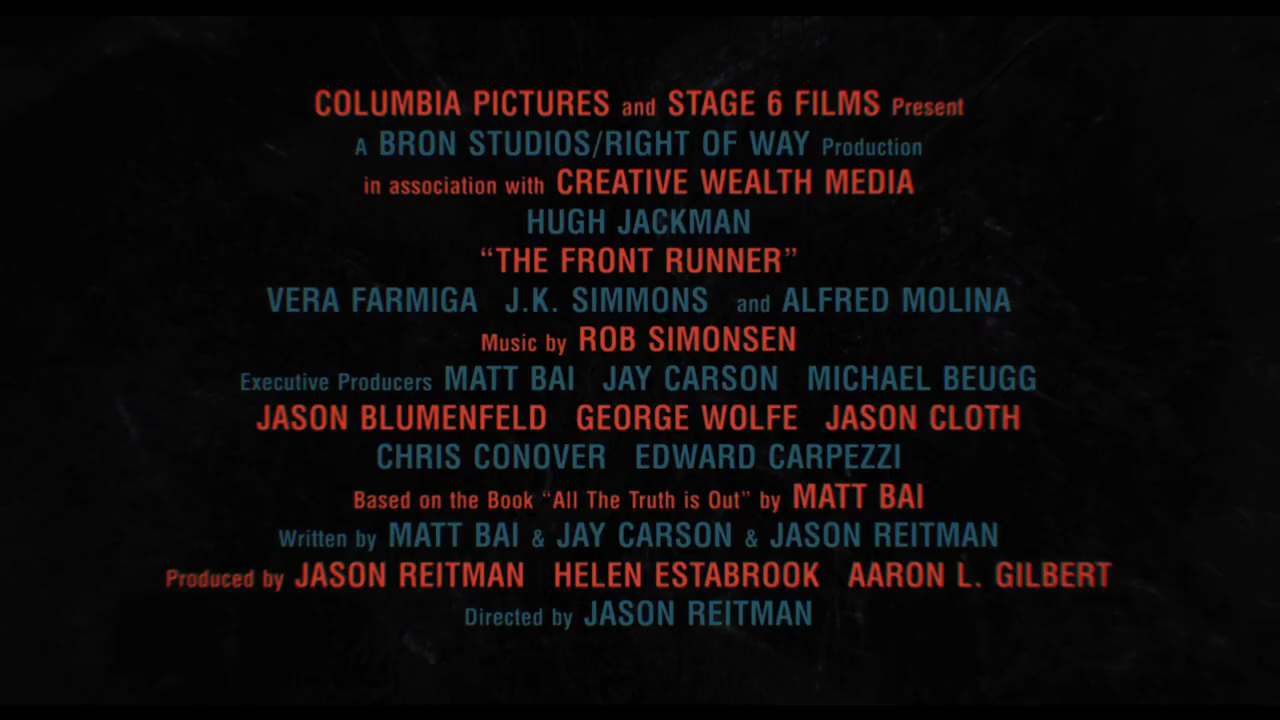 COLUMBIA PICTURES and STAGE 6 FILMS Present
A BRON STUDIOS/RIGHT OF WAY Production
in association with CREATIVE WEALTH MEDIA
HUGH JACKMAN
“THE FRONT RUNNER”
VERA FARMIGA J.K. SIMMONS and ALFRED MOLINA
Music by ROB SIMONSEN
Executive Producers MATT BAI JAY CARSON MICHAEL BEUGG
JASON BLUMENFELD GEORGE WOLFE JASON CLOTH
CHRIS CONOVER EDWARD CARPEZZI
Based on the Book “All The Truth is Out” by MATT BAI
Written by MATT BAI & JAY CARSON & JASON REITMAN
Produced by JASON REITMAN HELEN ESTABROOK AARON L. GILBERT
Directed by JASON REITMAN